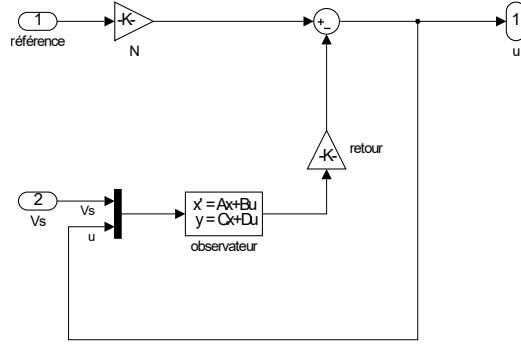 1
référence
-K-
N
+
−
1
u
-K-
retour
2
Vs
Vs
u
x' = Ax+Bu
y = Cx+Du
observateur